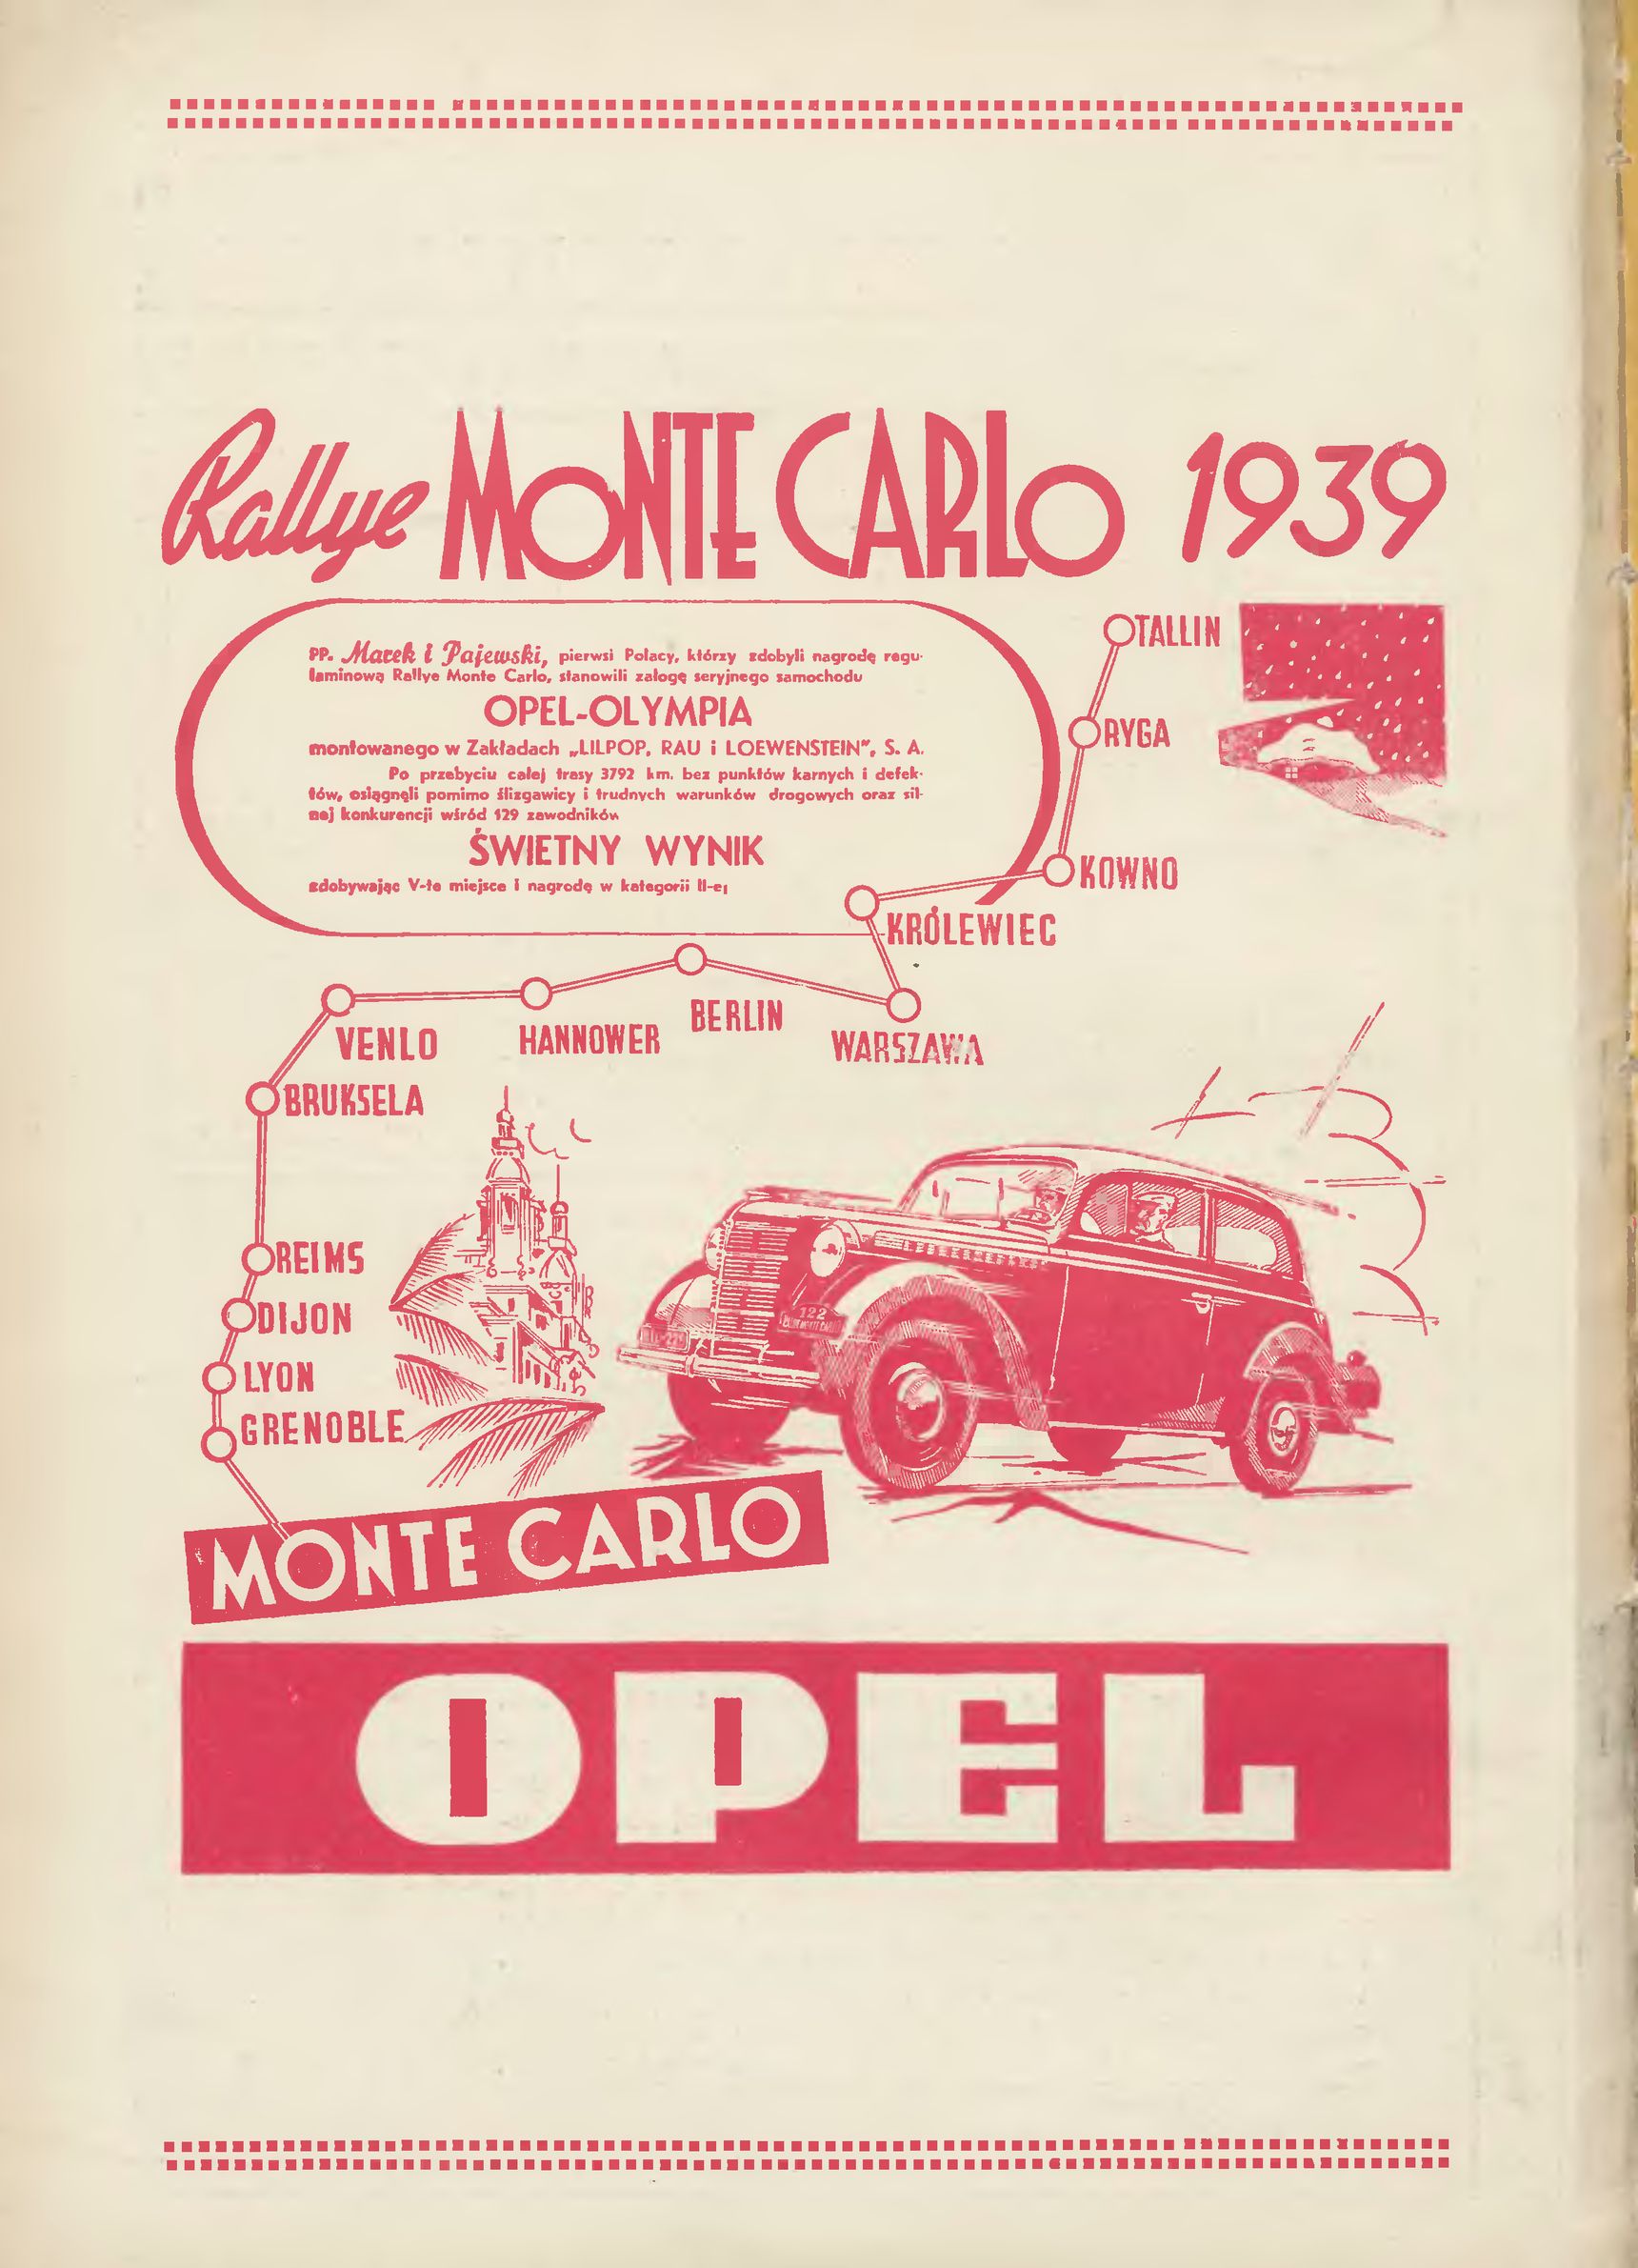 Rallye MONTE CARLO 1939
PP. Marek i Pajewski, pierwsi Polacy, którzy zdobyli nagrodę regu-
laminową Rallye Monte Carlo, stanowili załogę seryjnego samochodu
OPEL-OLYMPIA
montowanego w Zakładach „LILPOP, RAU i LOEWENSTEIN”, S. A.
Po przebyciu całej trasy 3792 km. bez punktów karnych i defek-
tów, osiągnęli pomimo ślizgawicy i trudnych warunków drogowych oraz sil-
nej konkurencji wśród 129 zawodników
ŚWIETNY WYNIK
zdobywając V-te miejsce i nagrodę w kategorii II-ej
TALLIN
RYGA
KOWNO
KRÓLEWIEC
WARSZAWA
BERLIN
HANNOWER
VENLO
BRUKSELA
REIMS
DIJON
LYON
GRENOBLE
122
MONTE CARLO
OPEL